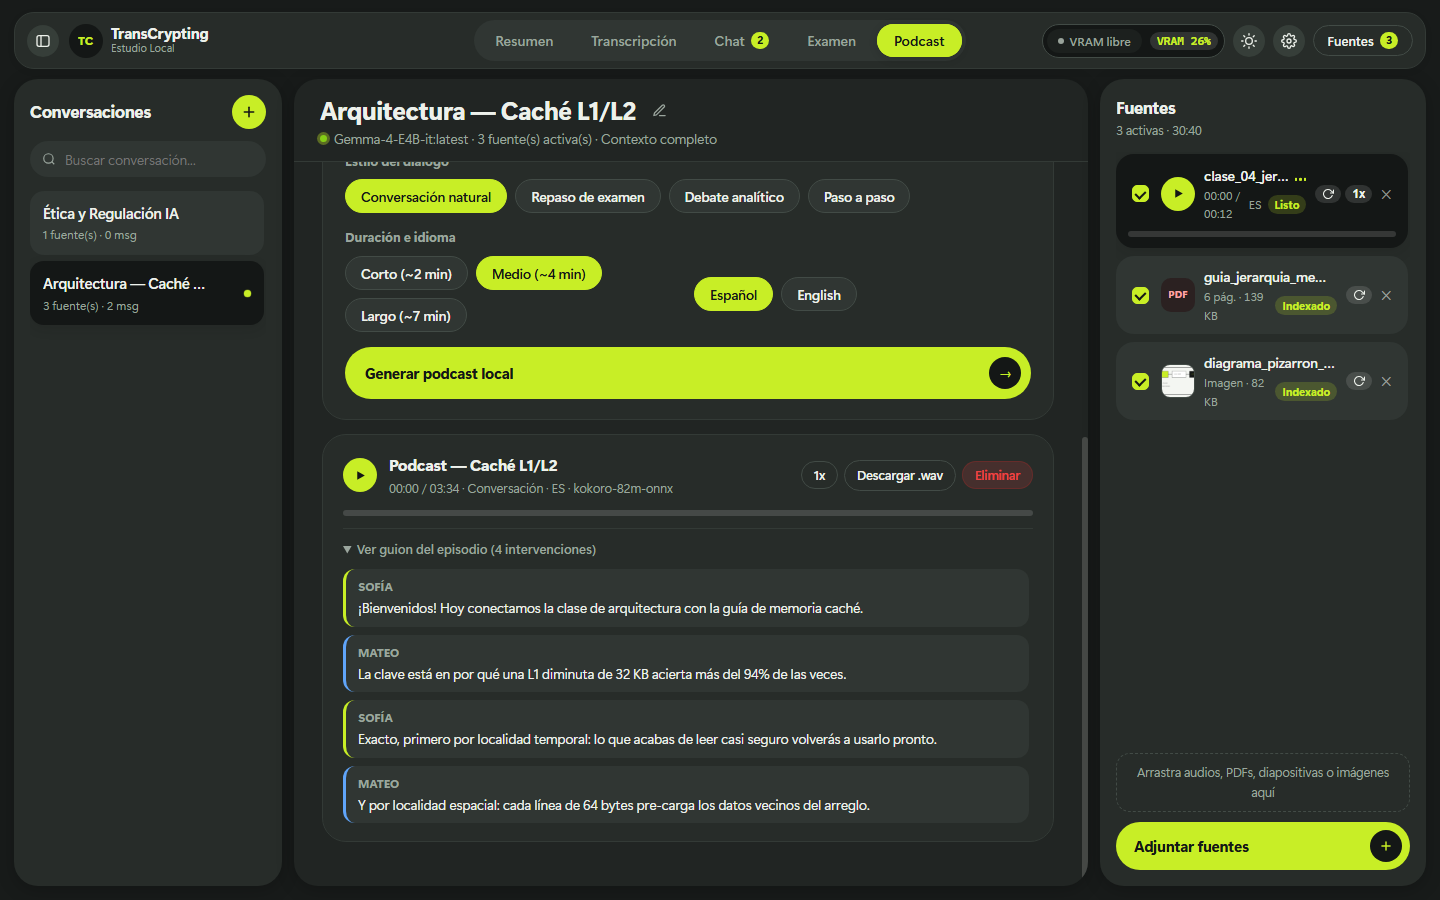 TC
TransCrypting
Estudio Local
Resumen
Transcripción
Chat 2
Examen
Podcast
VRAM libre
VRAM 26%
Fuentes 3
Conversaciones
Buscar conversación...
Ética y Regulación IA
1 fuente(s) · 0 msg
Arquitectura — Caché ...
3 fuente(s) · 2 msg
Arquitectura — Caché L1/L2
Gemma-4-E4B-it:latest · 3 fuente(s) activa(s) · Contexto completo
Estilo del diálogo
Conversación natural
Repaso de examen
Debate analítico
Paso a paso
Duración e idioma
Corto (~2 min)
Medio (~4 min)
Largo (~7 min)
Español
English
Generar podcast local
Podcast — Caché L1/L2
00:00 / 03:34 · Conversación · ES · kokoro-82m-onnx
1x
Descargar .wav
Eliminar
Ver guion del episodio (4 intervenciones)
SOFÍA
¡Bienvenidos! Hoy conectamos la clase de arquitectura con la guía de memoria caché.
MATEO
La clave está en por qué una L1 diminuta de 32 KB acierta más del 94% de las veces.
SOFÍA
Exacto, primero por localidad temporal: lo que acabas de leer casi seguro volverás a usarlo pronto.
MATEO
Y por localidad espacial: cada línea de 64 bytes pre-carga los datos vecinos del arreglo.
Fuentes
3 activas · 30:40
clase_04_jer...
00:00 /
00:12
ES
Listo
1x
PDF
guia_jerarquia_me...
6 pág. · 139
KB
Indexado
diagrama_pizarron_...
Imagen · 82
KB
Indexado
Arrastra audios, PDFs, diapositivas o imágenes
aquí
Adjuntar fuentes